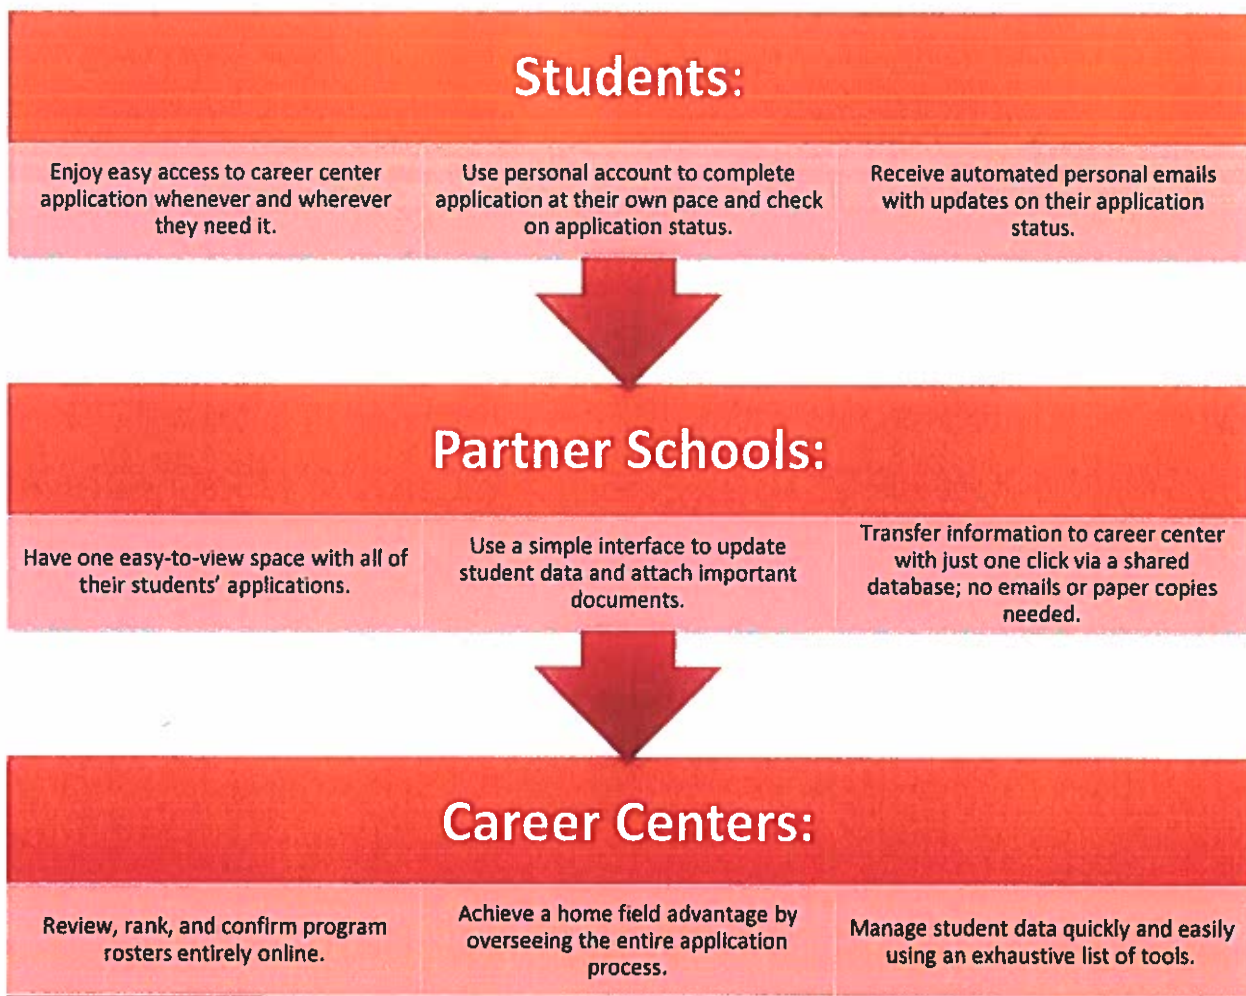 Students:
Enjoy easy access to career center
application whenever and wherever
they need it.
Use personal account to complete
application at their own pace and check
on application status.
Receive automated personal emails
with updates on their application
status.
Partner Schools:
Have one easy-to-view space with all of
their students’ applications.
Use a simple interface to update
student data and attach important
documents.
Transfer information to career center
with just one click via a shared
database; no emails or paper copies
needed.
Career Centers:
Review, rank, and confirm program
rosters entirely online.
Achieve a home field advantage by
overseeing the entire application
process.
Manage student data quickly and easily
using an exhaustive list of tools.